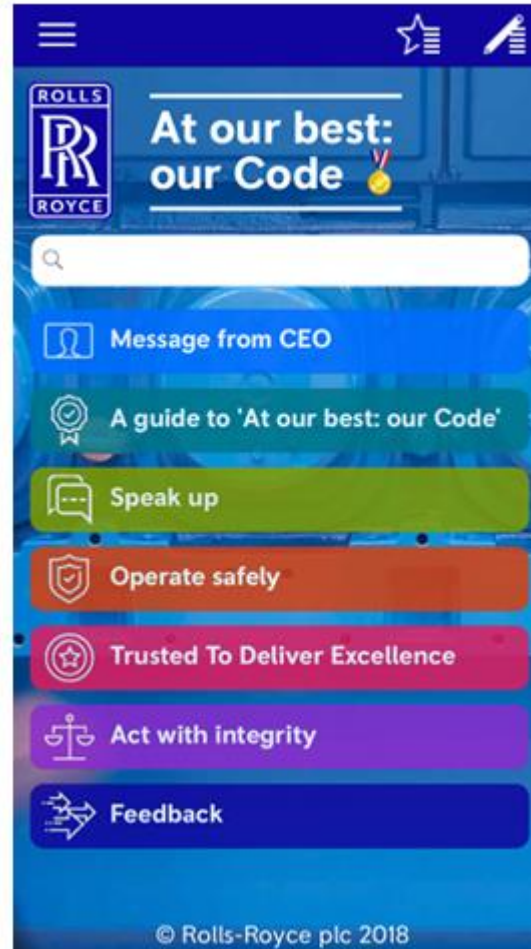 ROLLS
RR
ROYCE
At our best:
our Code
Message from CEO
A guide to 'At our best: our Code'
Speak up
Operate safely
Trusted To Deliver Excellence
Act with integrity
Feedback
© Rolls-Royce plc 2018